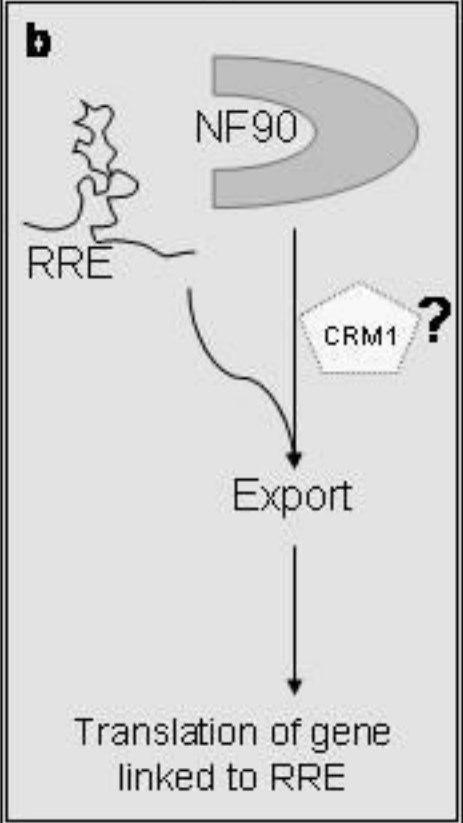 b
NF90
RRE
CRM1
?
Export
Translation of gene
linked to RRE